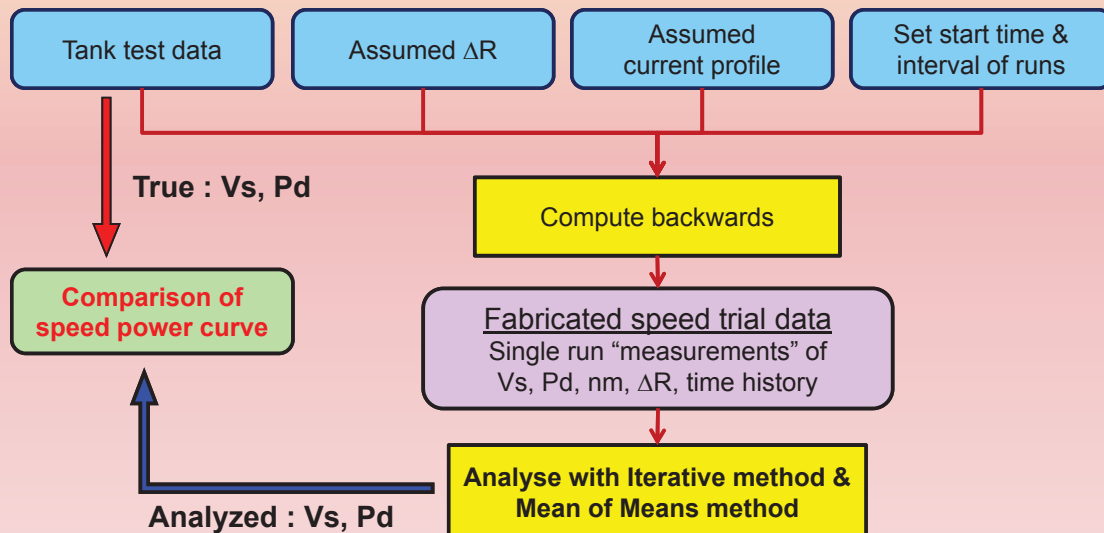 Tank test data
Assumed ΔR
Assumed
current profile
Set start time &
interval of runs
True : Vs, Pd
Compute backwards
Comparison of
speed power curve
Fabricated speed trial data
Single run “measurements” of
Vs, Pd, nm, ΔR, time history
Analyse with Iterative method &
Mean of Means method
Analyzed : Vs, Pd